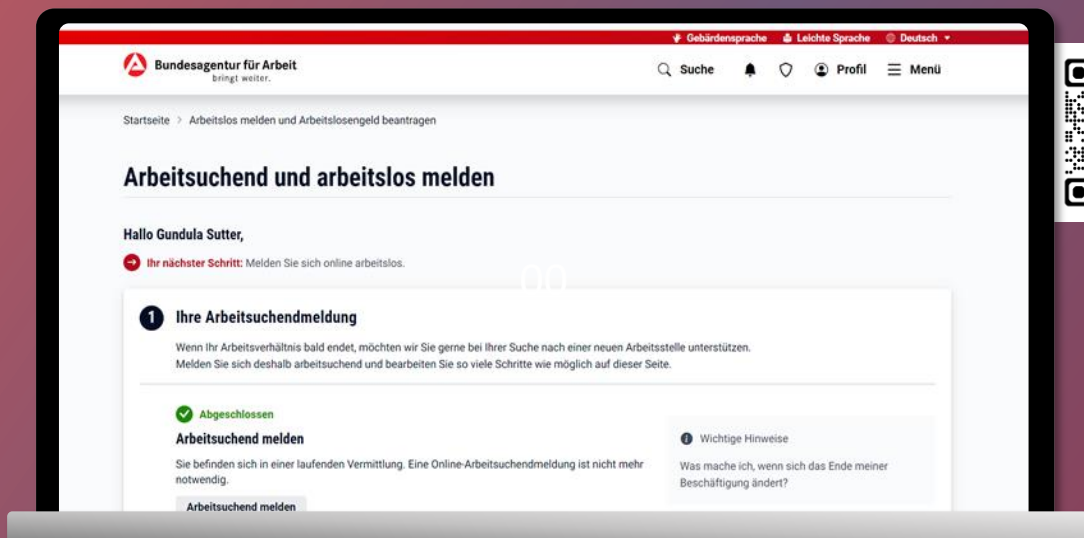 Gebärdensprache Leichte Sprache Deutsch
Bundesagentur für Arbeit
bringt weiter.
Suche Profil Menü
Startseite > Arbeitslos melden und Arbeitslosengeld beantragen
Arbeitsuchend und arbeitslos melden
Hallo Gundula Sutter,
Ihr nächster Schritt: Melden Sie sich online arbeitslos.
00
1 Ihre Arbeitsuchendmeldung
Wenn Ihr Arbeitsverhältnis bald endet, möchten wir Sie gerne bei Ihrer Suche nach einer neuen Arbeitsstelle unterstützen.
Melden Sie sich deshalb arbeitsuchend und bearbeiten Sie so viele Schritte wie möglich auf dieser Seite.
Abgeschlossen
Arbeitsuchend melden
Sie befinden sich in einer laufenden Vermittlung. Eine Online-Arbeitsuchendmeldung ist nicht mehr
notwendig.
Arbeitsuchend melden
Wichtige Hinweise
Was mache ich, wenn sich das Ende meiner
Beschäftigung ändert?